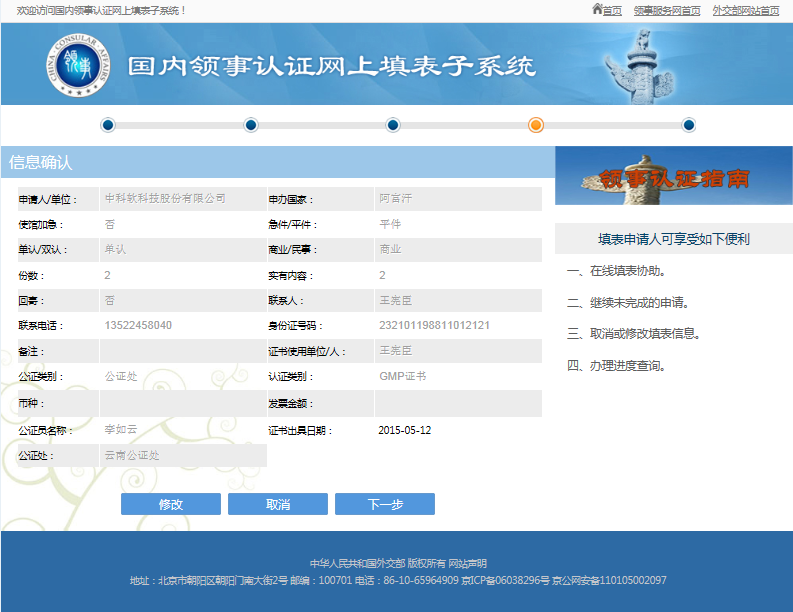 欢迎访问国内领事认证网上填表子系统！ 首页 领事服务网首页 外交部网站首页
CHINA CONSULAR AFFAIRS
领事
国内领事认证网上填表子系统
信息确认
领事认证指南
申请人/单位： 中科软科技股份有限公司 申办国家： 阿富汗
使馆加急： 否 急件/平件： 平件
单认/双认： 单认 商业/民事： 商业
份数： 2 实有内容： 2
回寄： 否 联系人： 王宪臣
联系电话： 13522458040 身份证号码： 232101198811012121
备注： 证书使用单位/人： 王宪臣
公证类别： 公证处 认证类别： GMP证书
币种： 发票金额：
公证员名称： 李如云 证书出具日期： 2015-05-12
公证处： 云南公证处
修改 取消 下一步
填表申请人可享受如下便利
一、在线填表协助。
二、继续未完成的申请。
三、取消或修改填表信息。
四、办理进度查询。
中华人民共和国外交部 版权所有 网站声明
地址：北京市朝阳区朝阳门南大街2号 邮编：100701 电话：86-10-65964909 京ICP备06038296号 京公网安备110105002097